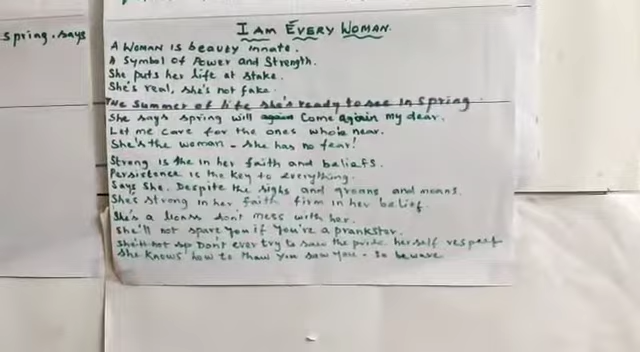 spring. says
I AM EVERY WOMAN.
A WOMAN IS beauty innate.
A symbol of Power and Strength.
She puts her life at stake.
She's real, she's not fake.
The Summer of life she's ready to see in spring.
She says spring will again Come again my dear.
Let me care for the ones who're near.
She's the woman - she has no fear!
Strong is the in her faith and beliefs.
Persistence is the key to everything.
Says She. Despite the sighs and groans and moans.
She's strong in her faith firm in her belief.
She's a lioness don't mess with her.
She'll not spare you if you're a prankster.
Don't ever try to the pride her self respect
She knows how to thaw you saw you - So beware